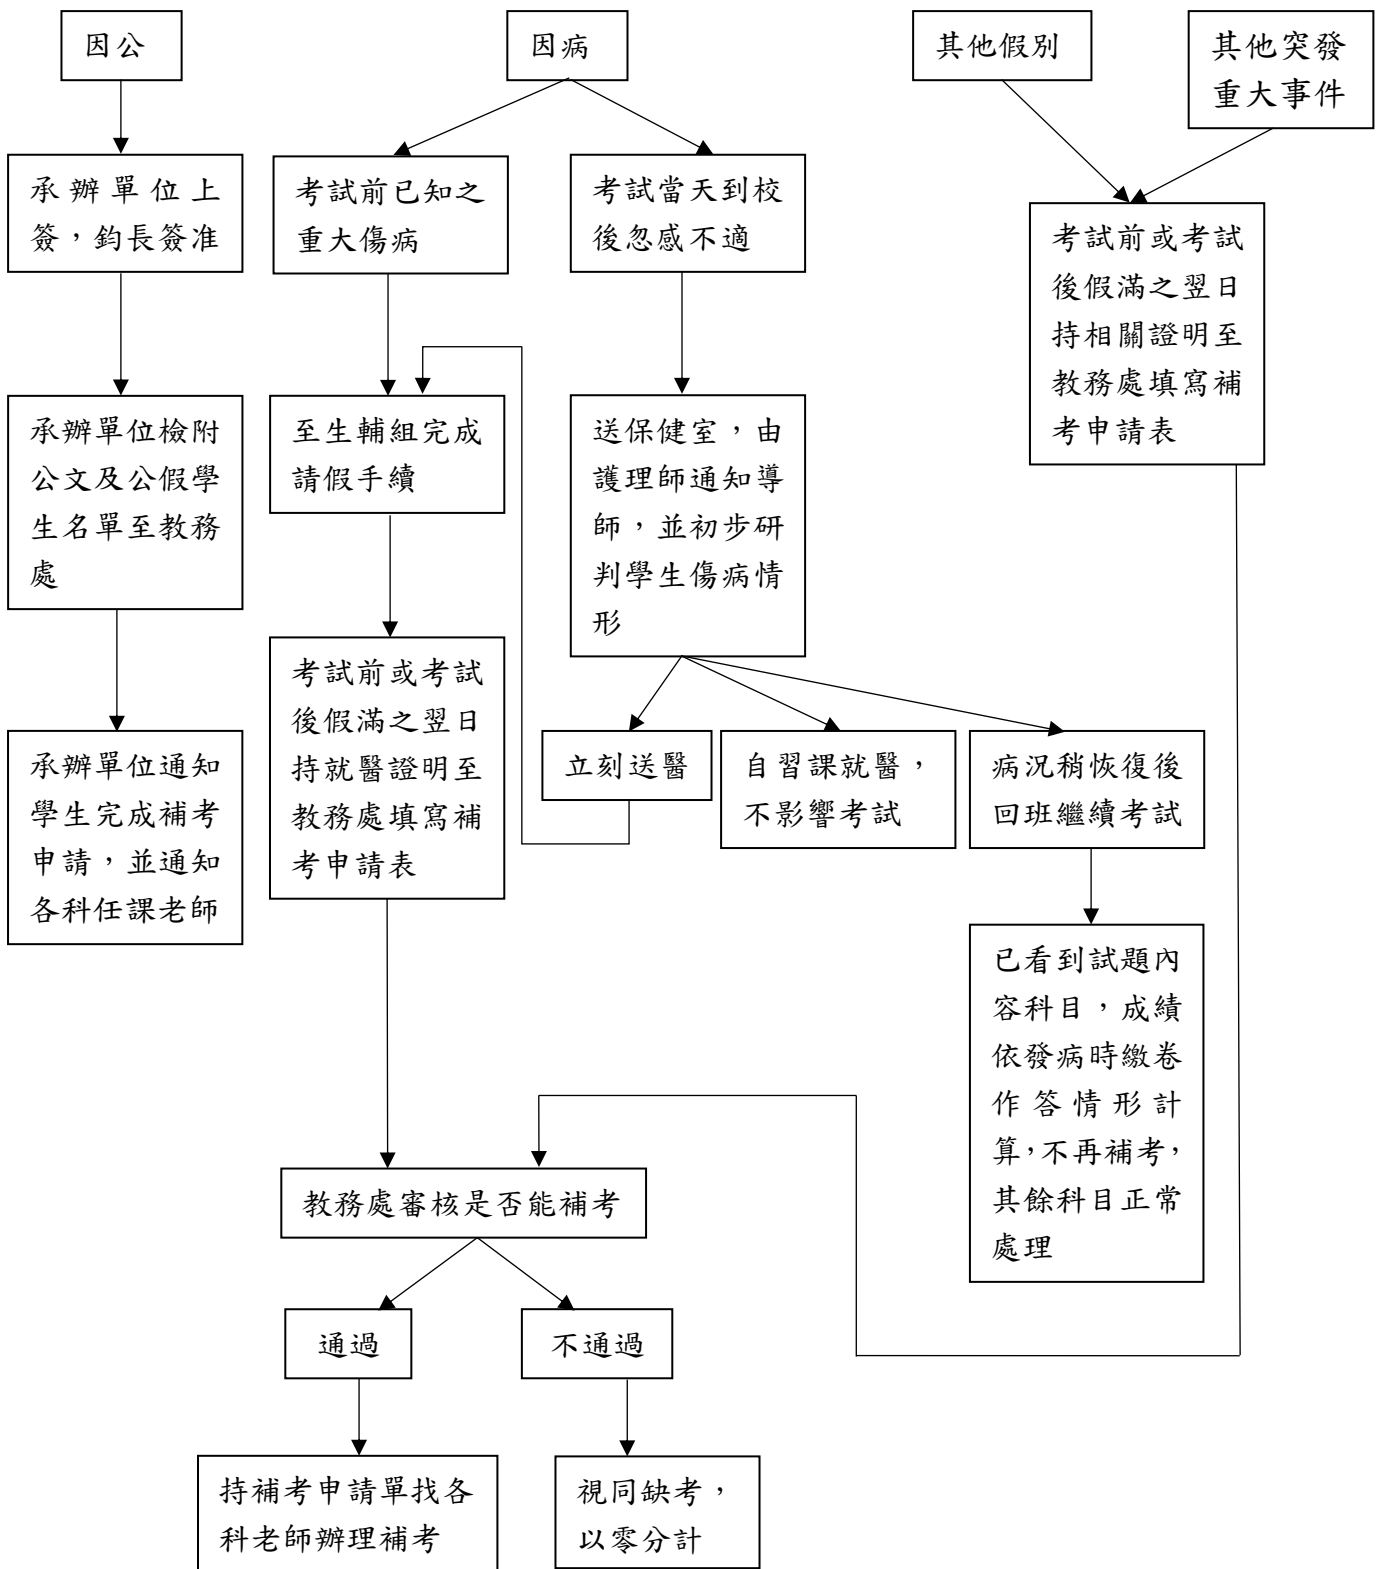 因公
因病
其他假別
其他突發
重大事件
承辦單位上
簽，鈞長簽准
考試前已知之
重大傷病
考試當天到校
後忽感不適
考試前或考試
後假滿之翌日
持相關證明至
教務處填寫補
考申請表
承辦單位檢附
公文及公假學
生名單至教務
處
至生輔組完成
請假手續
送保健室，由
護理師通知導
師，並初步研
判學生傷病情
形
考試前或考試
後假滿之翌日
持就醫證明至
教務處填寫補
考申請表
承辦單位通知
學生完成補考
申請，並通知
各科任課老師
立刻送醫
自習課就醫，
不影響考試
病況稍恢復後
回班繼續考試
已看到試題內
容科目，成績
依發病時繳卷
作答情形計
算，不再補考，
其餘科目正常
處理
教務處審核是否能補考
通過
不通過
持補考申請單找各
科老師辦理補考
視同缺考，
以零分計